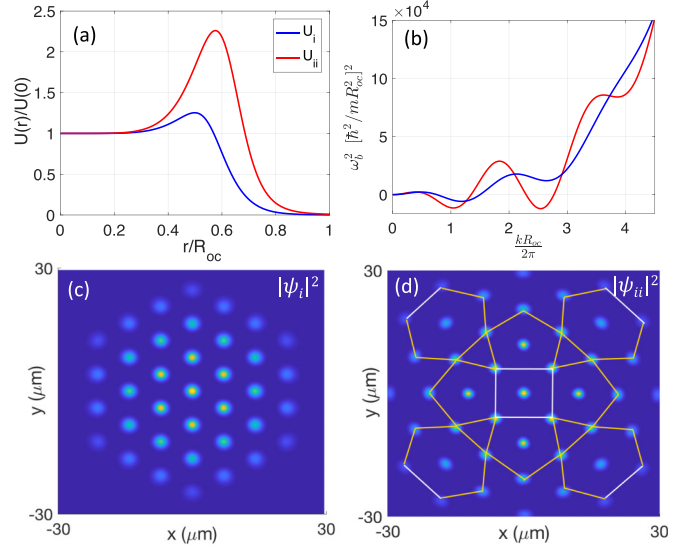 (a)
U_i
U_ii
U(r)/U(0)
2.5
2
1.5
1
0.5
0
0 0.2 0.4 0.6 0.8 1
r/R_oc
×10^4
(b)
ω_b^2 [ħ^2/mR_oc^2]^2
15
10
5
0
0 1 2 3 4
kR_oc/2π
(c)
|ψ_i|^2
30
y (μm)
-30
-30 30
x (μm)
(d)
|ψ_ii|^2
30
y (μm)
-30
-30 30
x (μm)